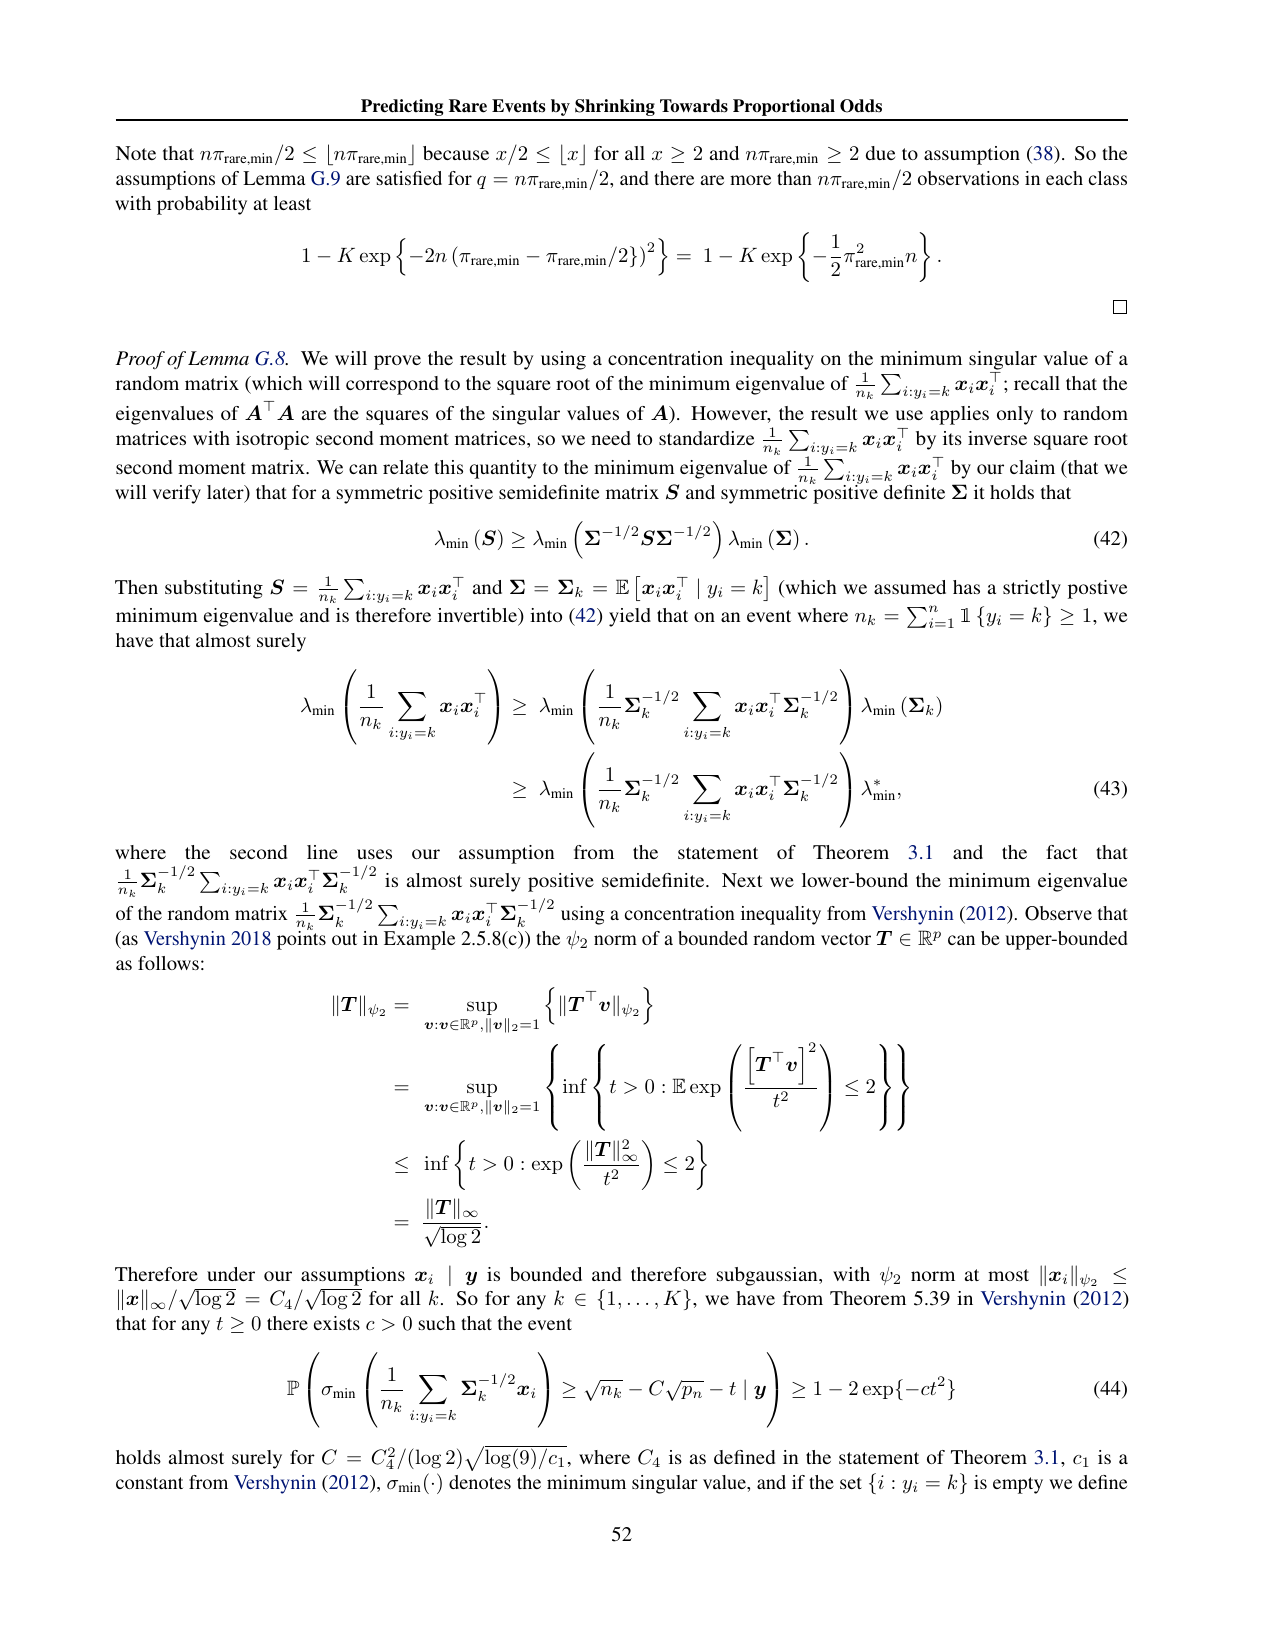 Predicting Rare Events by Shrinking Towards Proportional Odds
Note that $n\pi_{\text{rare,min}}/2 \leq \lfloor n\pi_{\text{rare,min}} \rfloor$ because $x/2 \leq \lfloor x \rfloor$ for all $x \geq 2$ and $n\pi_{\text{rare,min}} \geq 2$ due to assumption (38). So the
assumptions of Lemma G.9 are satisfied for $q = n\pi_{\text{rare,min}}/2$, and there are more than $n\pi_{\text{rare,min}}/2$ observations in each class
with probability at least
$1 - K \exp\left\{-2n\left(\pi_{\text{rare,min}} - \pi_{\text{rare,min}}/2\}\right)^2\right\} = 1 - K \exp\left\{-\frac{1}{2}\pi_{\text{rare,min}}^2 n\right\}.$
□
Proof of Lemma G.8. We will prove the result by using a concentration inequality on the minimum singular value of a
random matrix (which will correspond to the square root of the minimum eigenvalue of $\frac{1}{n_k}\sum_{i:y_i=k} \boldsymbol{x}_i\boldsymbol{x}_i^\top$; recall that the
eigenvalues of $\boldsymbol{A}^\top\boldsymbol{A}$ are the squares of the singular values of $\boldsymbol{A}$). However, the result we use applies only to random
matrices with isotropic second moment matrices, so we need to standardize $\frac{1}{n_k}\sum_{i:y_i=k} \boldsymbol{x}_i\boldsymbol{x}_i^\top$ by its inverse square root
second moment matrix. We can relate this quantity to the minimum eigenvalue of $\frac{1}{n_k}\sum_{i:y_i=k} \boldsymbol{x}_i\boldsymbol{x}_i^\top$ by our claim (that we
will verify later) that for a symmetric positive semidefinite matrix $\boldsymbol{S}$ and symmetric positive definite $\boldsymbol{\Sigma}$ it holds that
$\lambda_{\min}(\boldsymbol{S}) \geq \lambda_{\min}\left(\boldsymbol{\Sigma}^{-1/2}\boldsymbol{S}\boldsymbol{\Sigma}^{-1/2}\right)\lambda_{\min}(\boldsymbol{\Sigma}).$ (42)
Then substituting $\boldsymbol{S} = \frac{1}{n_k}\sum_{i:y_i=k} \boldsymbol{x}_i\boldsymbol{x}_i^\top$ and $\boldsymbol{\Sigma} = \boldsymbol{\Sigma}_k = \mathbb{E}\left[\boldsymbol{x}_i\boldsymbol{x}_i^\top \mid y_i = k\right]$ (which we assumed has a strictly postive
minimum eigenvalue and is therefore invertible) into (42) yield that on an event where $n_k = \sum_{i=1}^n \mathbb{1}\{y_i = k\} \geq 1$, we
have that almost surely
$\lambda_{\min}\left(\frac{1}{n_k}\sum_{i:y_i=k} \boldsymbol{x}_i\boldsymbol{x}_i^\top\right) \geq \lambda_{\min}\left(\frac{1}{n_k}\boldsymbol{\Sigma}_k^{-1/2}\sum_{i:y_i=k} \boldsymbol{x}_i\boldsymbol{x}_i^\top\boldsymbol{\Sigma}_k^{-1/2}\right)\lambda_{\min}(\boldsymbol{\Sigma}_k)$
$\geq \lambda_{\min}\left(\frac{1}{n_k}\boldsymbol{\Sigma}_k^{-1/2}\sum_{i:y_i=k} \boldsymbol{x}_i\boldsymbol{x}_i^\top\boldsymbol{\Sigma}_k^{-1/2}\right)\lambda_{\min}^*,$ (43)
where the second line uses our assumption from the statement of Theorem 3.1 and the fact that
$\frac{1}{n_k}\boldsymbol{\Sigma}_k^{-1/2}\sum_{i:y_i=k} \boldsymbol{x}_i\boldsymbol{x}_i^\top\boldsymbol{\Sigma}_k^{-1/2}$ is almost surely positive semidefinite. Next we lower-bound the minimum eigenvalue
of the random matrix $\frac{1}{n_k}\boldsymbol{\Sigma}_k^{-1/2}\sum_{i:y_i=k} \boldsymbol{x}_i\boldsymbol{x}_i^\top\boldsymbol{\Sigma}_k^{-1/2}$ using a concentration inequality from Vershynin (2012). Observe that
(as Vershynin 2018 points out in Example 2.5.8(c)) the $\psi_2$ norm of a bounded random vector $\boldsymbol{T} \in \mathbb{R}^p$ can be upper-bounded
as follows:
$\|\boldsymbol{T}\|_{\psi_2} = \sup_{\boldsymbol{v}:\boldsymbol{v}\in\mathbb{R}^p, \|\boldsymbol{v}\|_2=1}\left\{\|\boldsymbol{T}^\top\boldsymbol{v}\|_{\psi_2}\right\}$
$= \sup_{\boldsymbol{v}:\boldsymbol{v}\in\mathbb{R}^p, \|\boldsymbol{v}\|_2=1}\left\{\inf\left\{t > 0 : \mathbb{E}\exp\left(\frac{\left[\boldsymbol{T}^\top\boldsymbol{v}\right]^2}{t^2}\right) \leq 2\right\}\right\}$
$\leq \inf\left\{t > 0 : \exp\left(\frac{\|\boldsymbol{T}\|_\infty^2}{t^2}\right) \leq 2\right\}$
$= \frac{\|\boldsymbol{T}\|_\infty}{\sqrt{\log 2}}.$
Therefore under our assumptions $\boldsymbol{x}_i \mid \boldsymbol{y}$ is bounded and therefore subgaussian, with $\psi_2$ norm at most $\|\boldsymbol{x}_i\|_{\psi_2} \leq$
$\|\boldsymbol{x}\|_\infty/\sqrt{\log 2} = C_4/\sqrt{\log 2}$ for all $k$. So for any $k \in \{1, \ldots, K\}$, we have from Theorem 5.39 in Vershynin (2012)
that for any $t \geq 0$ there exists $c > 0$ such that the event
$\mathbb{P}\left(\sigma_{\min}\left(\frac{1}{n_k}\sum_{i:y_i=k} \boldsymbol{\Sigma}_k^{-1/2}\boldsymbol{x}_i\right) \geq \sqrt{n_k} - C\sqrt{p_n} - t \mid \boldsymbol{y}\right) \geq 1 - 2\exp\{-ct^2\}$ (44)
holds almost surely for $C = C_4^2/(\log 2)\sqrt{\log(9)/c_1}$, where $C_4$ is as defined in the statement of Theorem 3.1, $c_1$ is a
constant from Vershynin (2012), $\sigma_{\min}(\cdot)$ denotes the minimum singular value, and if the set $\{i : y_i = k\}$ is empty we define
52